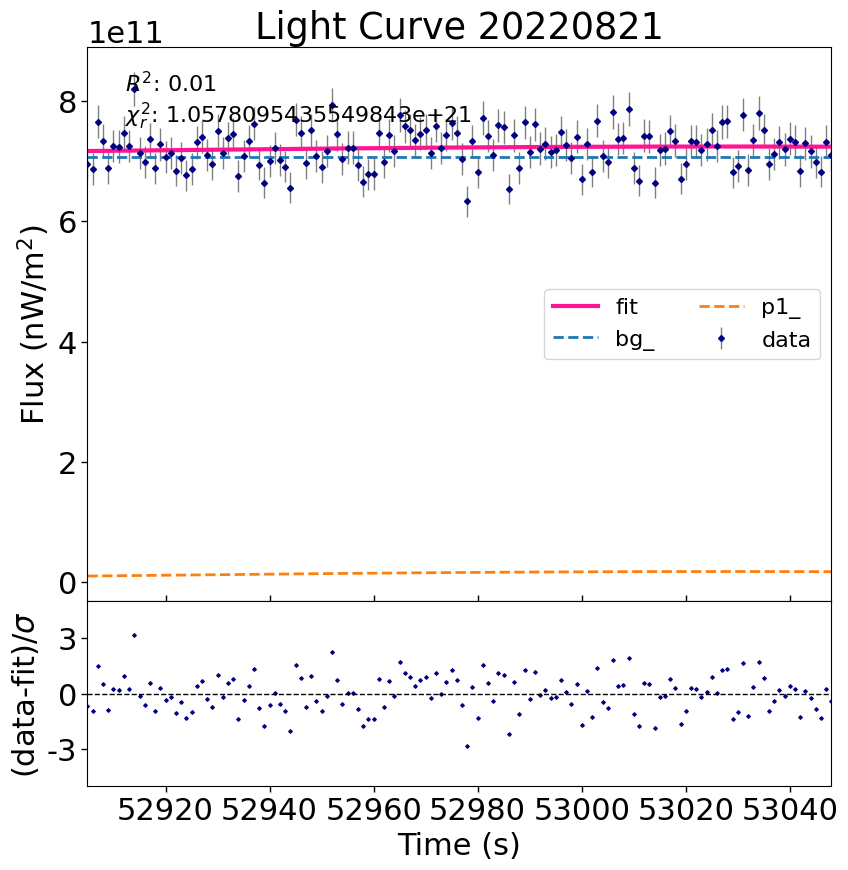 Light Curve 20220821
1e11
R²: 0.01
χ²ᵣ: 1.0578095435549843e+21
8
6
4
2
0
Flux (nW/m²)
fit
bg_
p1_
data
3
0
-3
(data-fit)/σ
52920 52940 52960 52980 53000 53020 53040
Time (s)